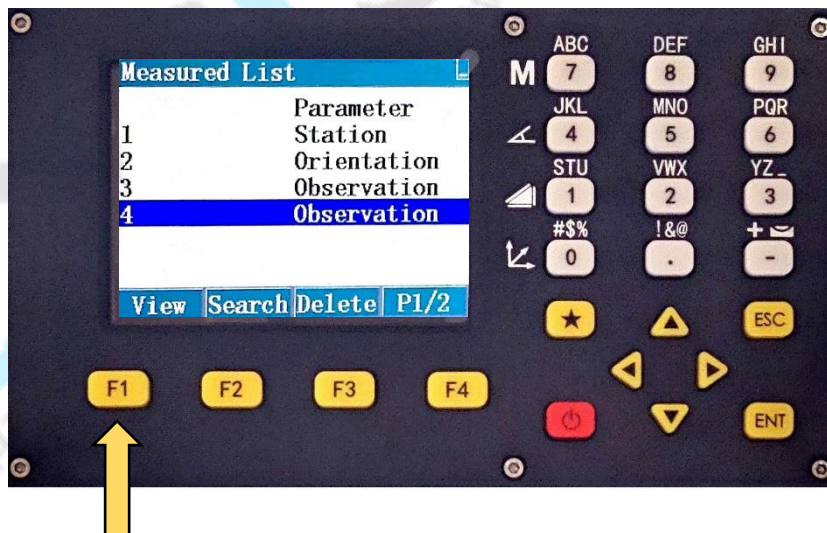 Measured List
Parameter
1 Station
2 Orientation
3 Observation
4 Observation
View Search Delete P1/2
F1 F2 F3 F4
ABC DEF GHI
M 7 8 9
JKL MNO PQR
4 5 6
STU VWX YZ_
1 2 3
#$% !&@ +
0 . -
ESC
ENT